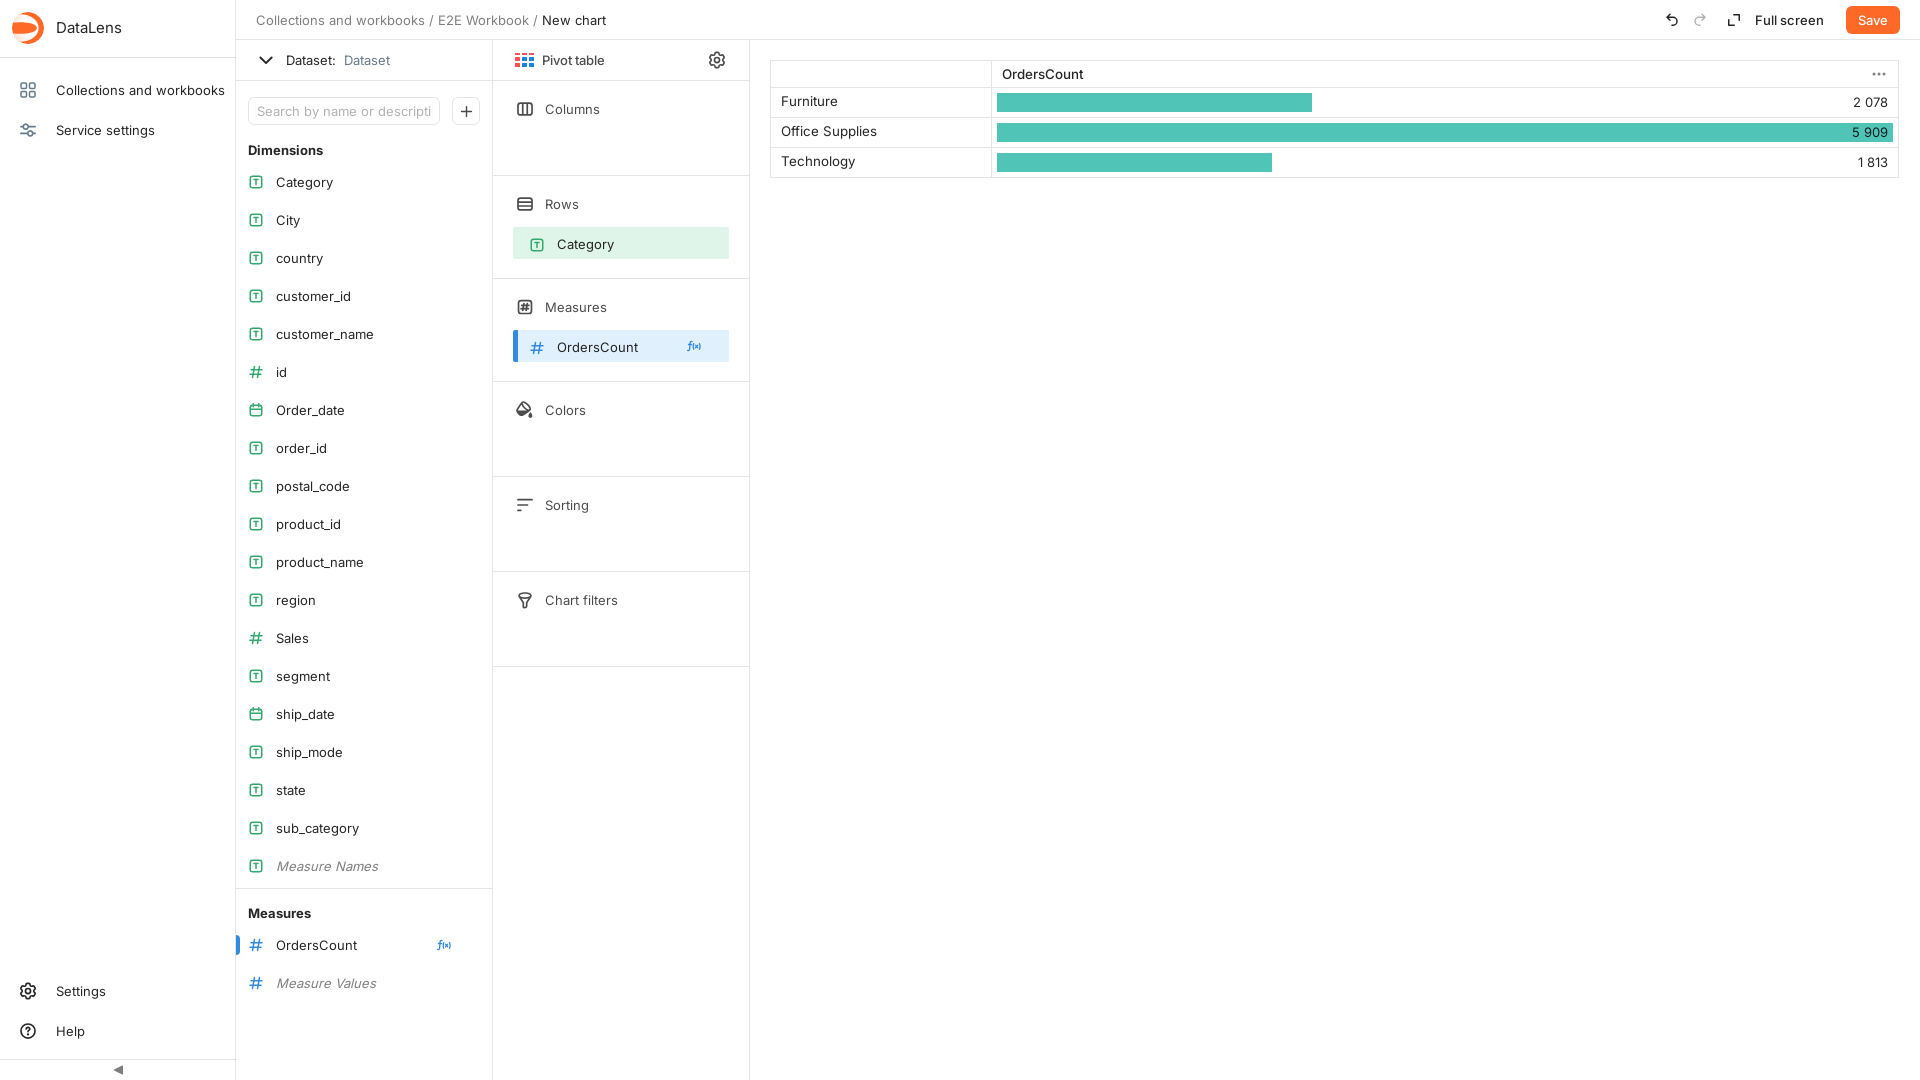 DataLens
Collections and workbooks
Service settings
Settings
Help
Collections and workbooks / E2E Workbook / New chart
Full screen
Save
Dataset: Dataset
Search by name or descripti
Dimensions
Category
City
country
customer_id
customer_name
id
Order_date
order_id
postal_code
product_id
product_name
region
Sales
segment
ship_date
ship_mode
state
sub_category
Measure Names
Measures
OrdersCount f(x)
Measure Values
Pivot table
Columns
Rows
Category
Measures
OrdersCount f(x)
Colors
Sorting
Chart filters
OrdersCount
Furniture 2 078
Office Supplies 5 909
Technology 1 813